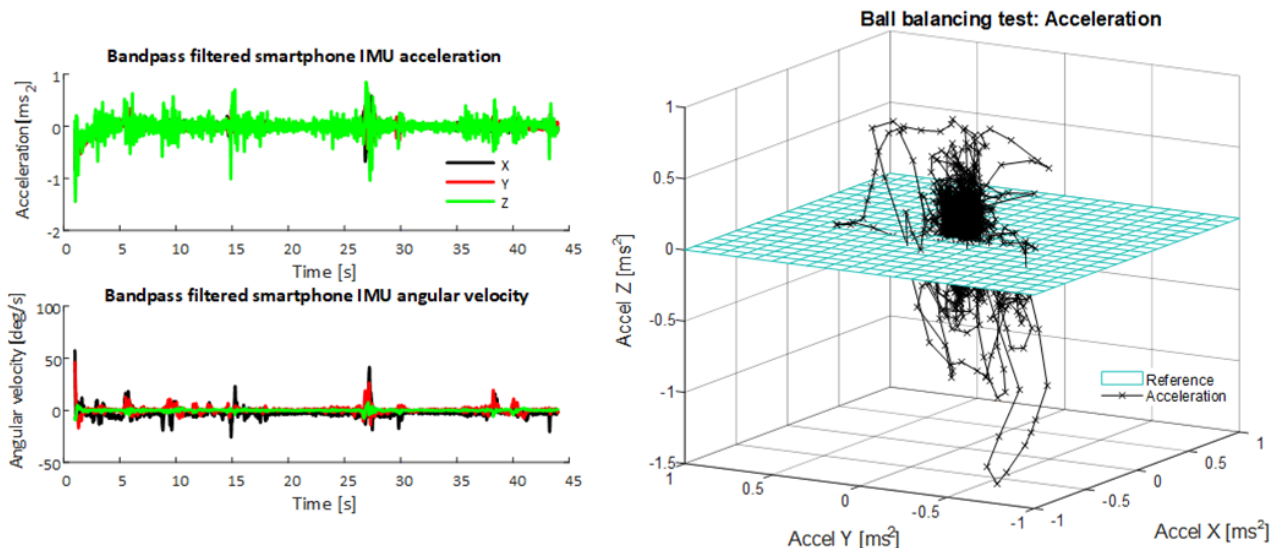 Bandpass filtered smartphone IMU acceleration
Acceleration [ms2]
1
0
-1
-2
X
Y
Z
0 5 10 15 20 25 30 35 40 45
Time [s]
Bandpass filtered smartphone IMU angular velocity
Angular velocity [deg/s]
100
50
0
-50
0 5 10 15 20 25 30 35 40 45
Time [s]
Ball balancing test: Acceleration
Accel Z [ms²]
1
0.5
0
-0.5
-1
-1.5
Reference
Acceleration
1 0.5 0 -0.5 -1
Accel Y [ms²]
-1 -0.5 0 0.5 1
Accel X [ms²]